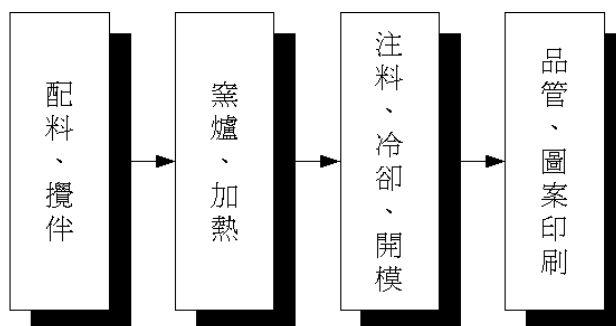 配料、攪伴
窯爐、加熱
注料、冷卻、開模
品管、圖案印刷